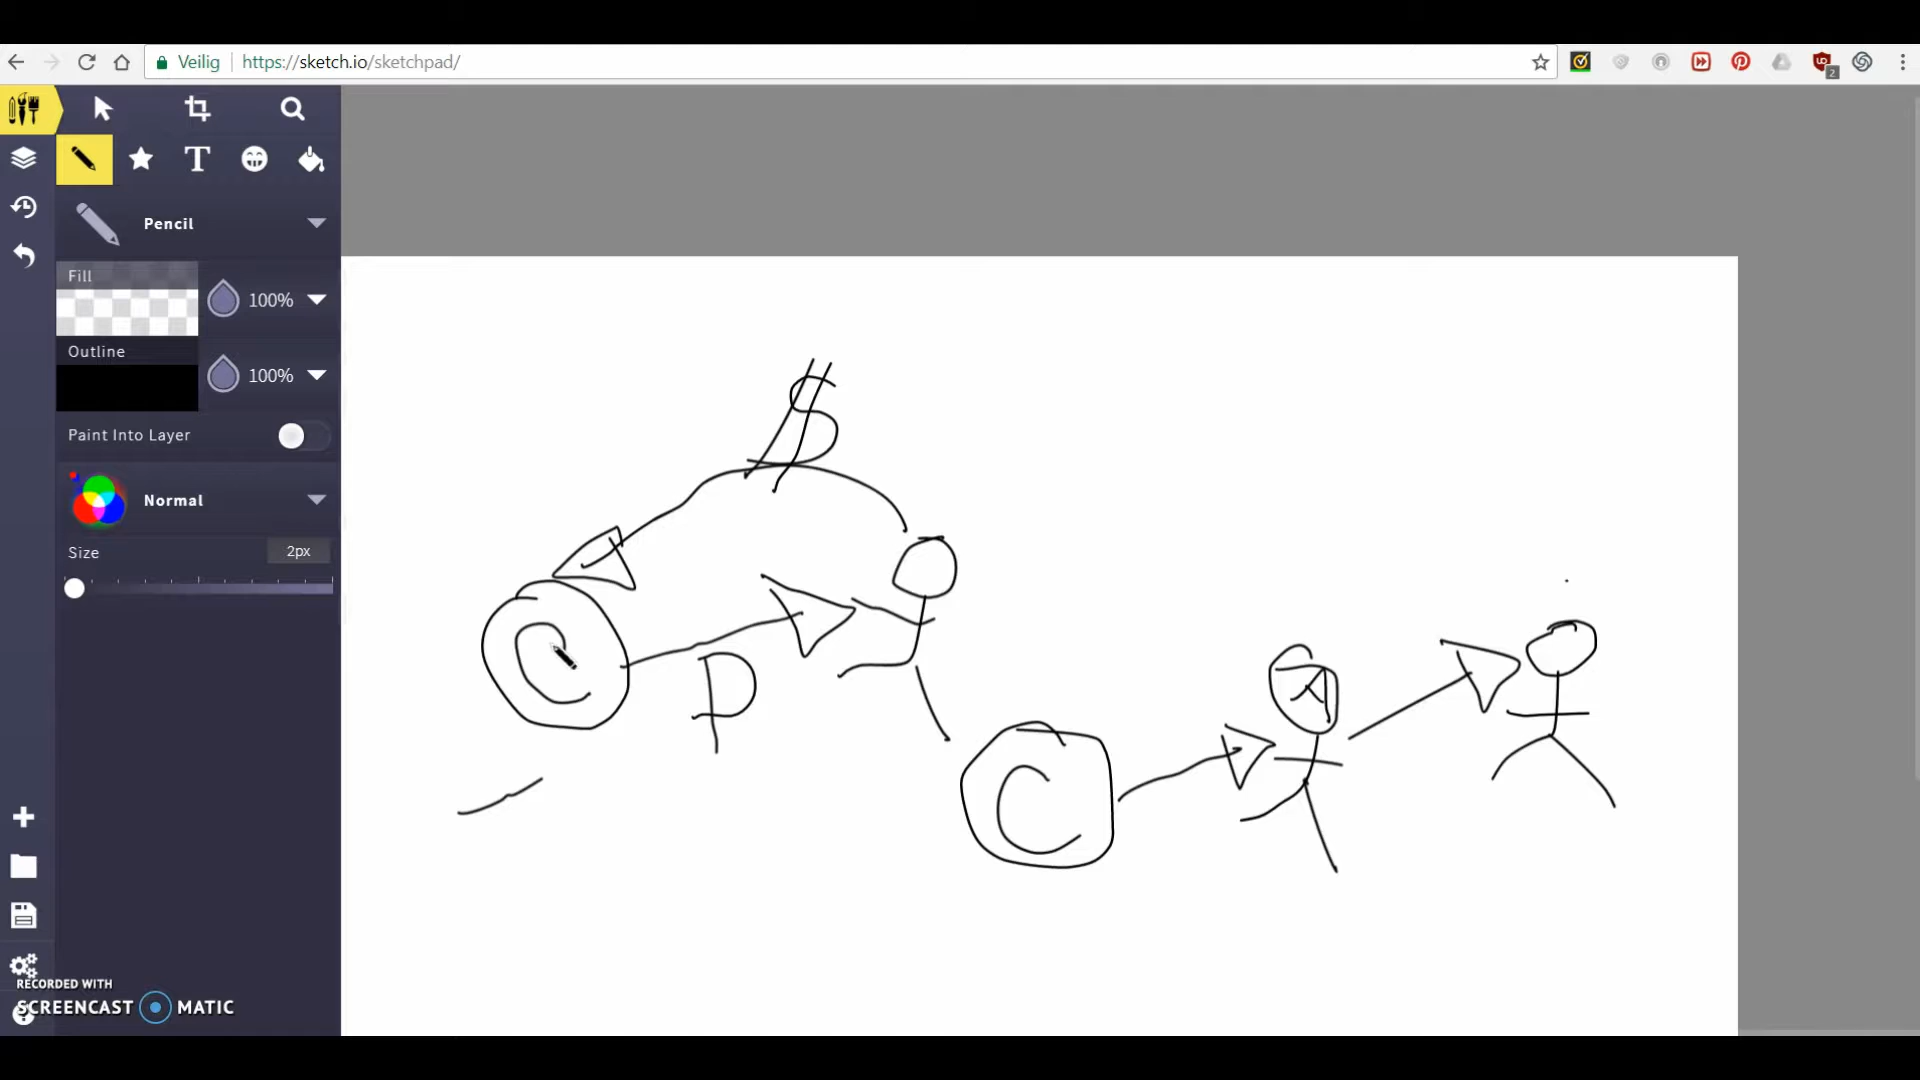 Veilig https://sketch.io/sketchpad/
2
T
Pencil
Fill
100%
Outline
100%
Paint Into Layer
Normal
Size 2px
$
C
P
C
RECORDED WITH
SCREENCAST MATIC